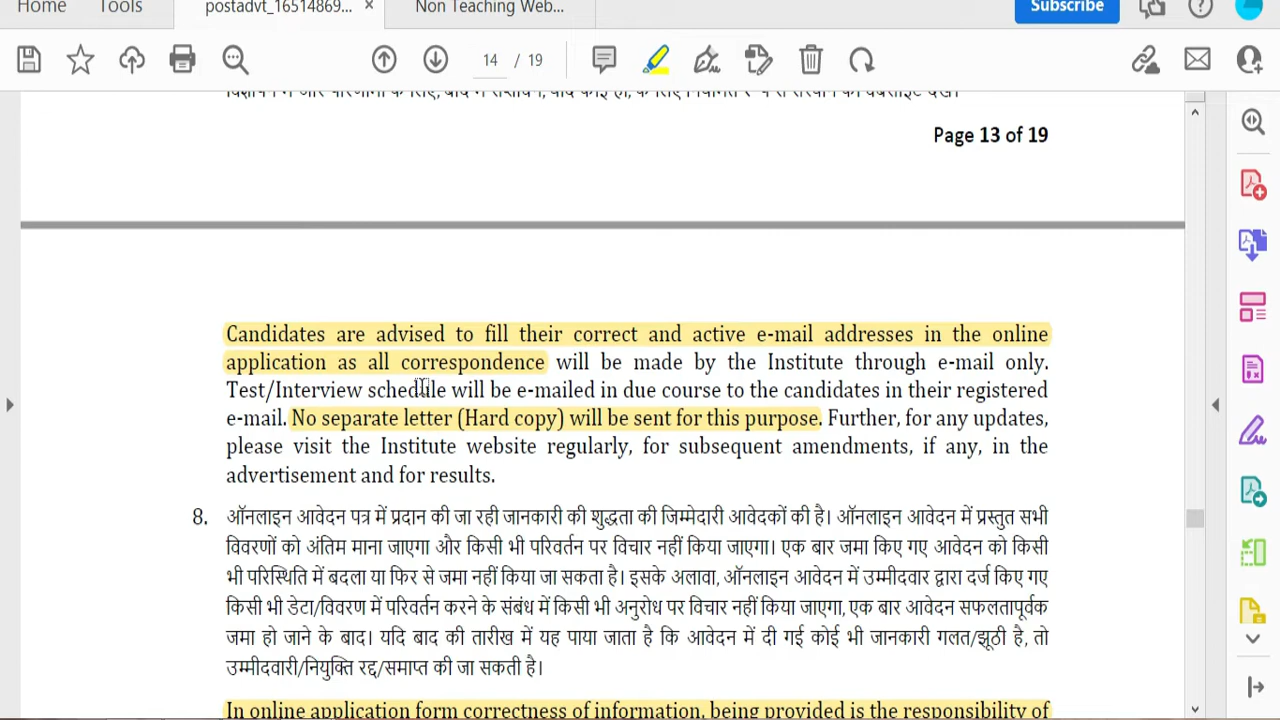 Home Tools postadvt_16514869... × Non Teaching Web... Subscribe
14 / 19
Page 13 of 19
Candidates are advised to fill their correct and active e-mail addresses in the online
application as all correspondence will be made by the Institute through e-mail only.
Test/Interview schedule will be e-mailed in due course to the candidates in their registered
e-mail. No separate letter (Hard copy) will be sent for this purpose. Further, for any updates,
please visit the Institute website regularly, for subsequent amendments, if any, in the
advertisement and for results.
8. ऑनलाइन आवेदन पत्र में प्रदान की जा रही जानकारी की शुद्धता की जिम्मेदारी आवेदकों की है। ऑनलाइन आवेदन में प्रस्तुत सभी
विवरणों को अंतिम माना जाएगा और किसी भी परिवर्तन पर विचार नहीं किया जाएगा। एक बार जमा किए गए आवेदन को किसी
भी परिस्थिति में बदला या फिर से जमा नहीं किया जा सकता है। इसके अलावा, ऑनलाइन आवेदन में उम्मीदवार द्वारा दर्ज किए गए
किसी भी डेटा/विवरण में परिवर्तन करने के संबंध में किसी भी अनुरोध पर विचार नहीं किया जाएगा, एक बार आवेदन सफलतापूर्वक
जमा हो जाने के बाद। यदि बाद की तारीख में यह पाया जाता है कि आवेदन में दी गई कोई भी जानकारी गलत/झूठी है, तो
उम्मीदवारी/नियुक्ति रद्द/समाप्त की जा सकती है।
In online application form correctness of information, being provided is the responsibility of